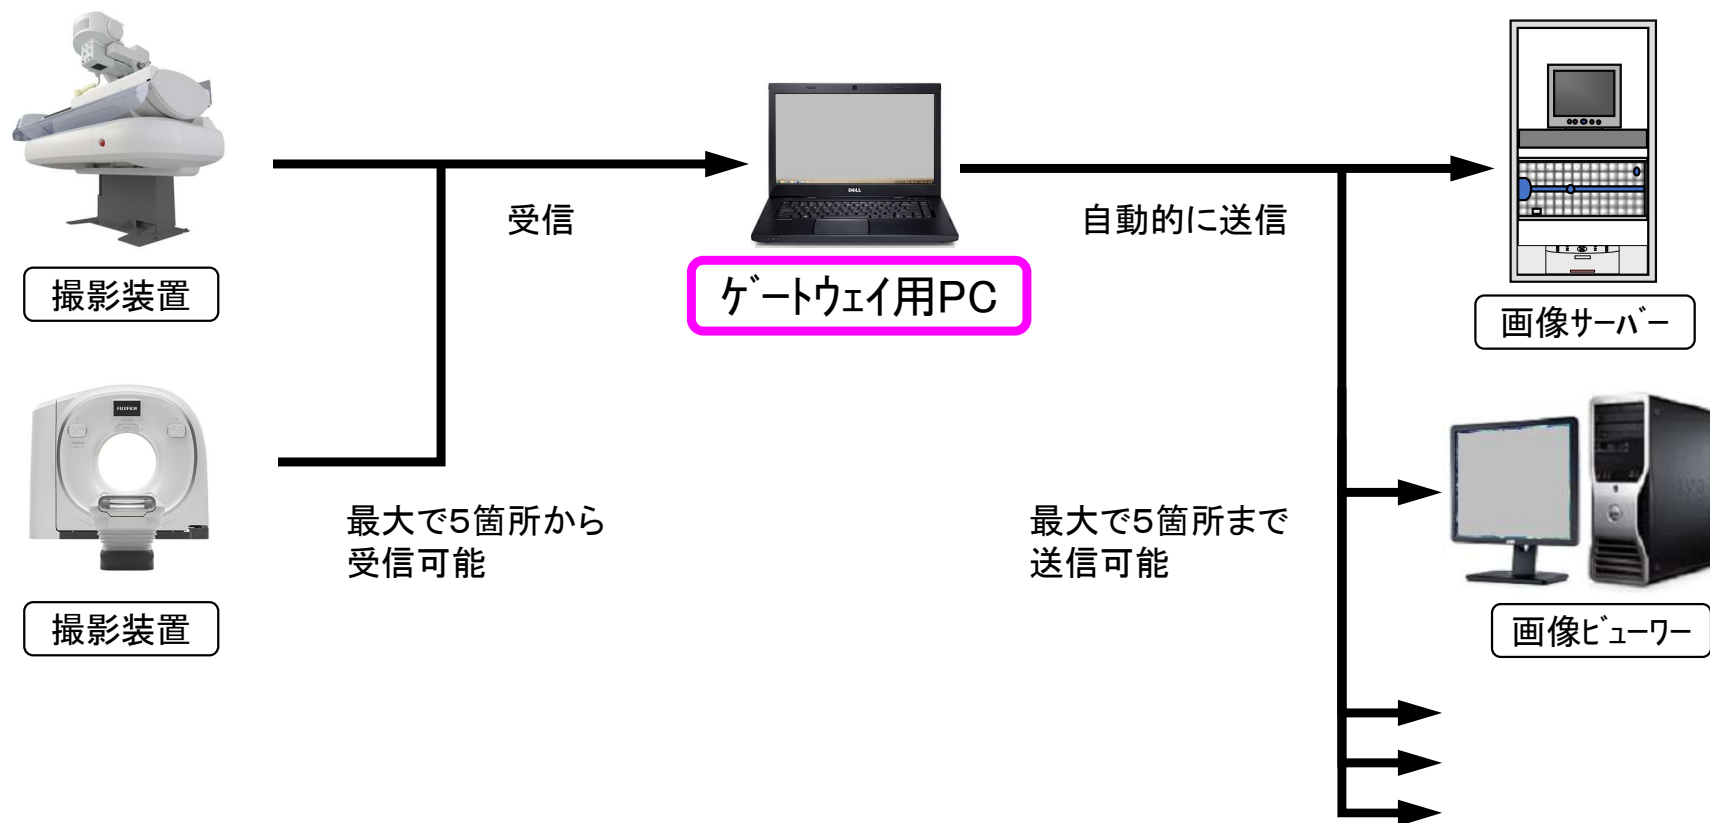 受信
自動的に送信
撮影装置
ｹﾞｰﾄｳｪｲ用PC
画像ｻｰﾊﾞｰ
DELL
FUJIFILM
最大で5箇所から
受信可能
最大で5箇所まで
送信可能
撮影装置
画像ﾋﾞｭｰﾜｰ